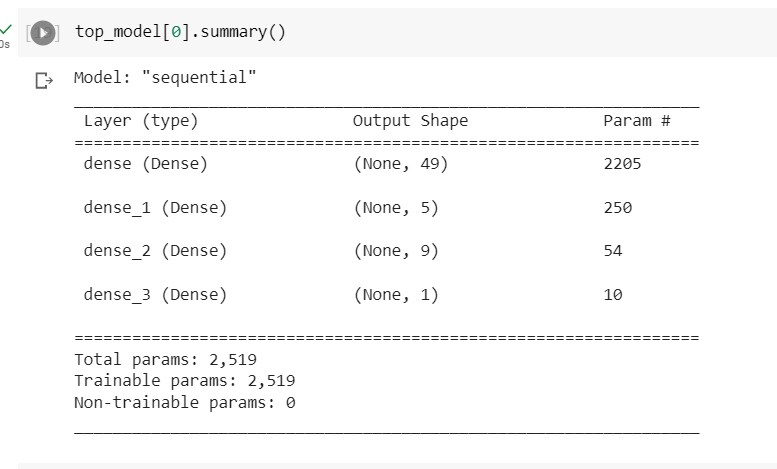 top_model[0].summary()
0s
Model: "sequential"
Layer (type) Output Shape Param #
=================================================================
dense (Dense) (None, 49) 2205
dense_1 (Dense) (None, 5) 250
dense_2 (Dense) (None, 9) 54
dense_3 (Dense) (None, 1) 10
=================================================================
Total params: 2,519
Trainable params: 2,519
Non-trainable params: 0